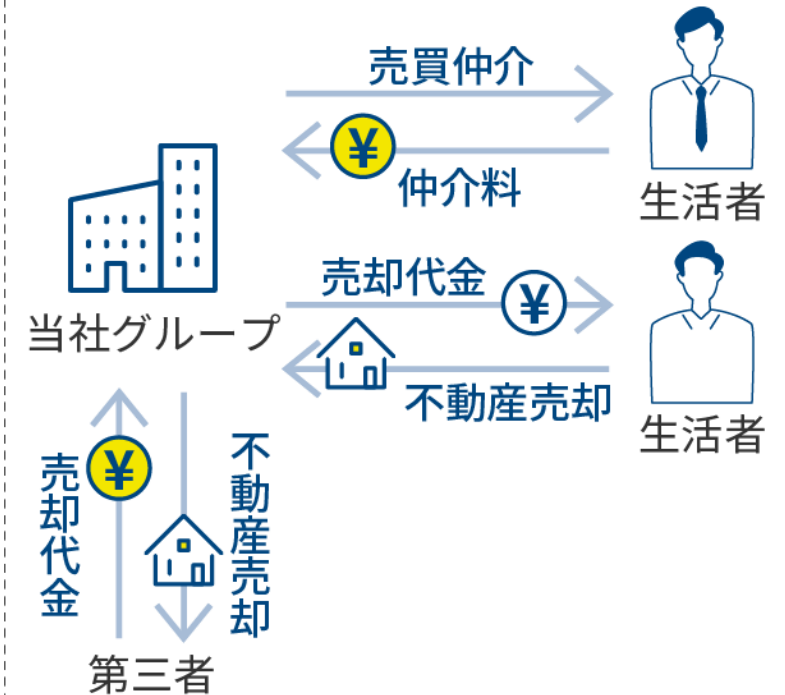 売買仲介
¥
仲介料
生活者
売却代金
¥
当社グループ
不動産売却
生活者
売却代金
¥
不動産売却
第三者